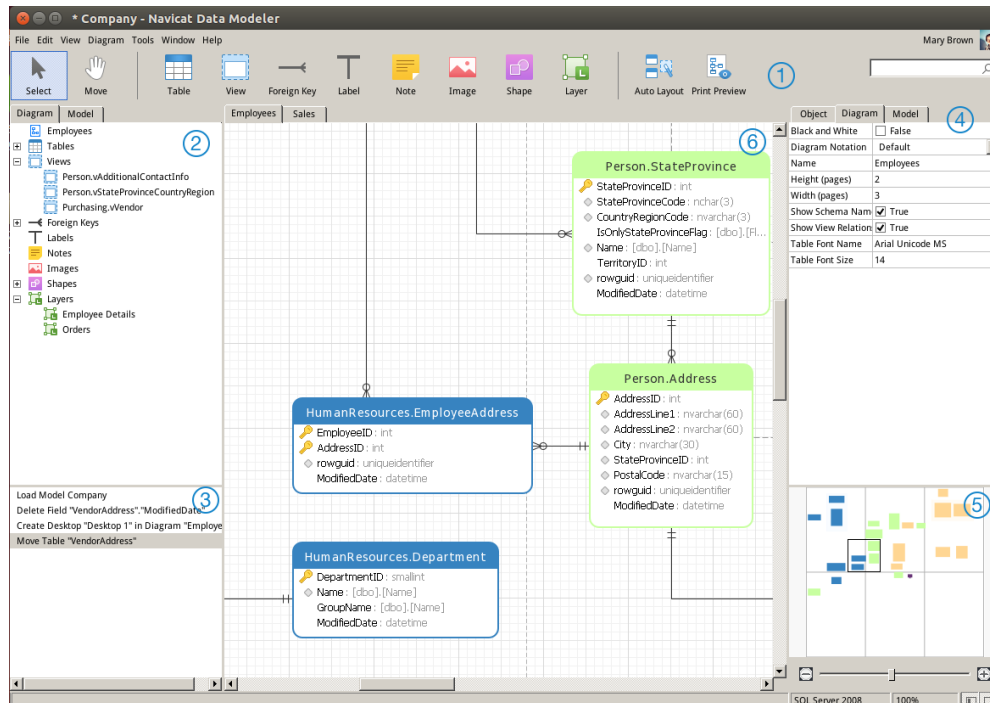 * Company - Navicat Data Modeler
File Edit View Diagram Tools Window Help
Mary Brown
Select Move Table View Foreign Key Label Note Image Shape Layer Auto Layout Print Preview
1
Diagram Model
2
Employees
Tables
Views
Person.vAdditionalContactInfo
Person.vStateProvinceCountryRegion
Purchasing.vVendor
Foreign Keys
Labels
Notes
Images
Shapes
Layers
Employee Details
Orders
3
Load Model Company
Delete Field "VendorAddress"."ModifiedDate"
Create Desktop "Desktop 1" in Diagram "Employe
Move Table "VendorAddress"
Employees Sales
6
Person.StateProvince
StateProvinceID : int
StateProvinceCode : nchar(3)
CountryRegionCode : nvarchar(3)
IsOnlyStateProvinceFlag : [dbo].[Fl...
Name : [dbo].[Name]
TerritoryID : int
rowguid : uniqueidentifier
ModifiedDate : datetime
Person.Address
AddressID : int
AddressLine1 : nvarchar(60)
AddressLine2 : nvarchar(60)
City : nvarchar(30)
StateProvinceID : int
PostalCode : nvarchar(15)
rowguid : uniqueidentifier
ModifiedDate : datetime
HumanResources.EmployeeAddress
EmployeeID : int
AddressID : int
rowguid : uniqueidentifier
ModifiedDate : datetime
HumanResources.Department
DepartmentID : smallint
Name : [dbo].[Name]
GroupName : [dbo].[Name]
ModifiedDate : datetime
Object Diagram Model
4
Black and White False
Diagram Notation Default
Name Employees
Height (pages) 2
Width (pages) 3
Show Schema Nam True
Show View Relation True
Table Font Name Arial Unicode MS
Table Font Size 14
5
SQL Server 2008 100%